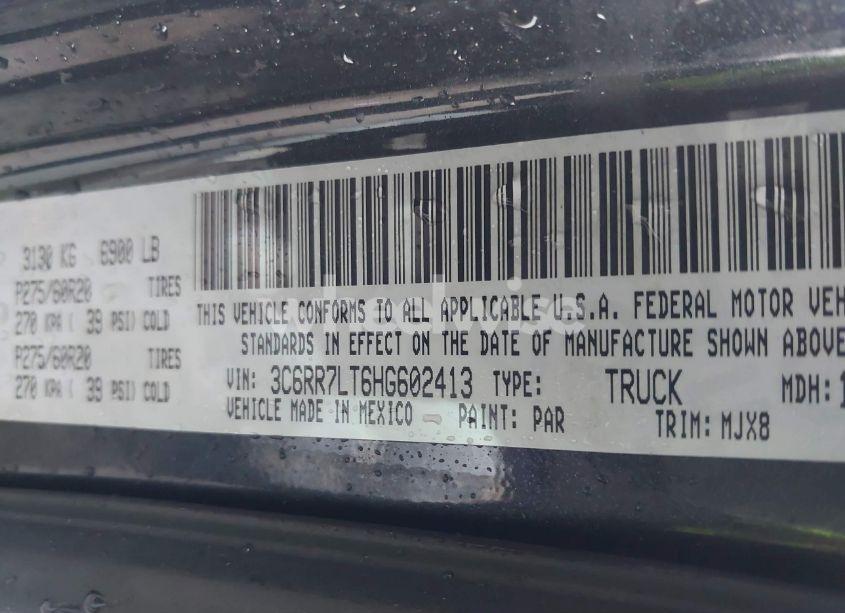 3130 KG 6900 LB
P275/60R20 TIRES
270 KPA ( 39 PSI) COLD
P275/60R20 TIRES
270 KPA ( 39 PSI) COLD
THIS VEHICLE CONFORMS TO ALL APPLICABLE U.S.A. FEDERAL MOTOR VEH
STANDARDS IN EFFECT ON THE DATE OF MANUFACTURE SHOWN ABOVE
VIN: 3C6RR7LT6HG602413 TYPE: TRUCK MDH: 1
VEHICLE MADE IN MEXICO PAINT: PAR TRIM: MJX8
wheelwise